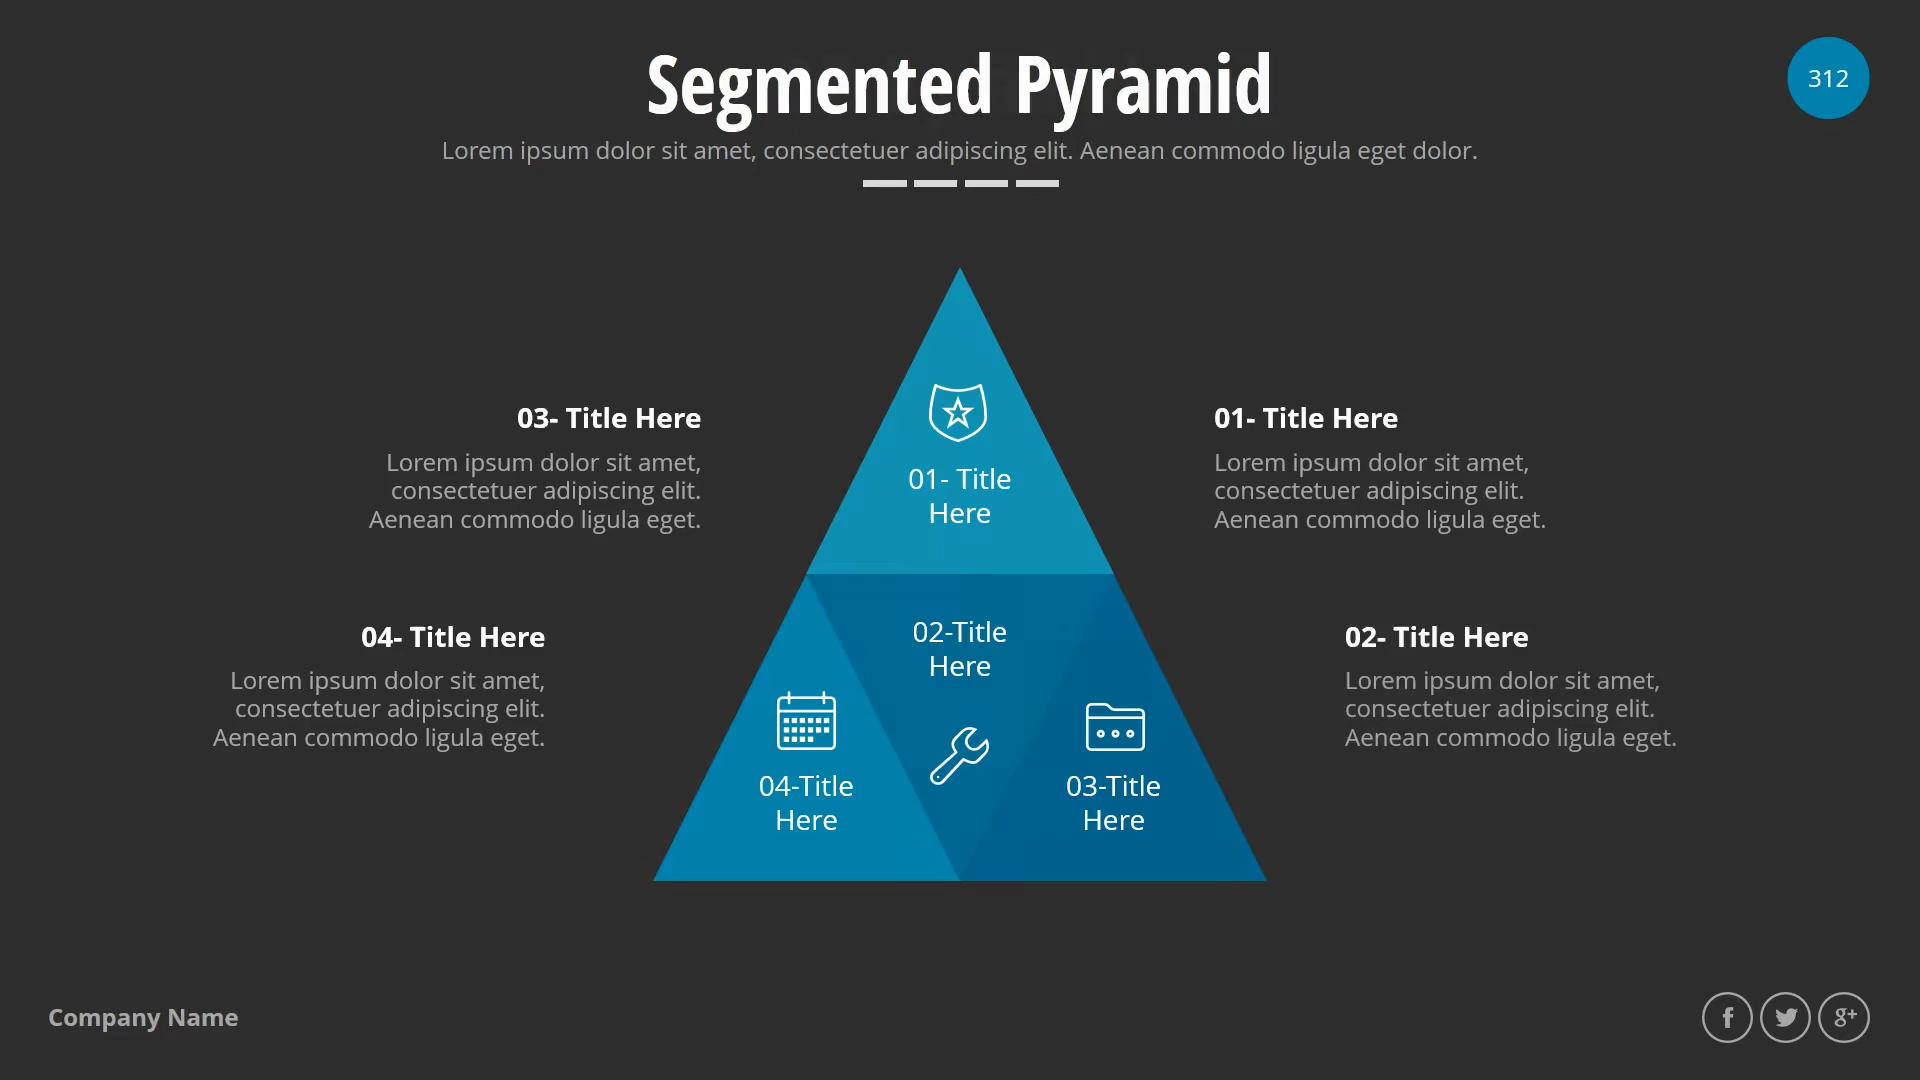 Segmented Pyramid
312
Lorem ipsum dolor sit amet, consectetuer adipiscing elit. Aenean commodo ligula eget dolor.
03- Title Here
Lorem ipsum dolor sit amet,
consectetuer adipiscing elit.
Aenean commodo ligula eget.
04- Title Here
Lorem ipsum dolor sit amet,
consectetuer adipiscing elit.
Aenean commodo ligula eget.
01- Title
Here
02-Title
Here
04-Title
Here
03-Title
Here
01- Title Here
Lorem ipsum dolor sit amet,
consectetuer adipiscing elit.
Aenean commodo ligula eget.
02- Title Here
Lorem ipsum dolor sit amet,
consectetuer adipiscing elit.
Aenean commodo ligula eget.
Company Name
f
g+